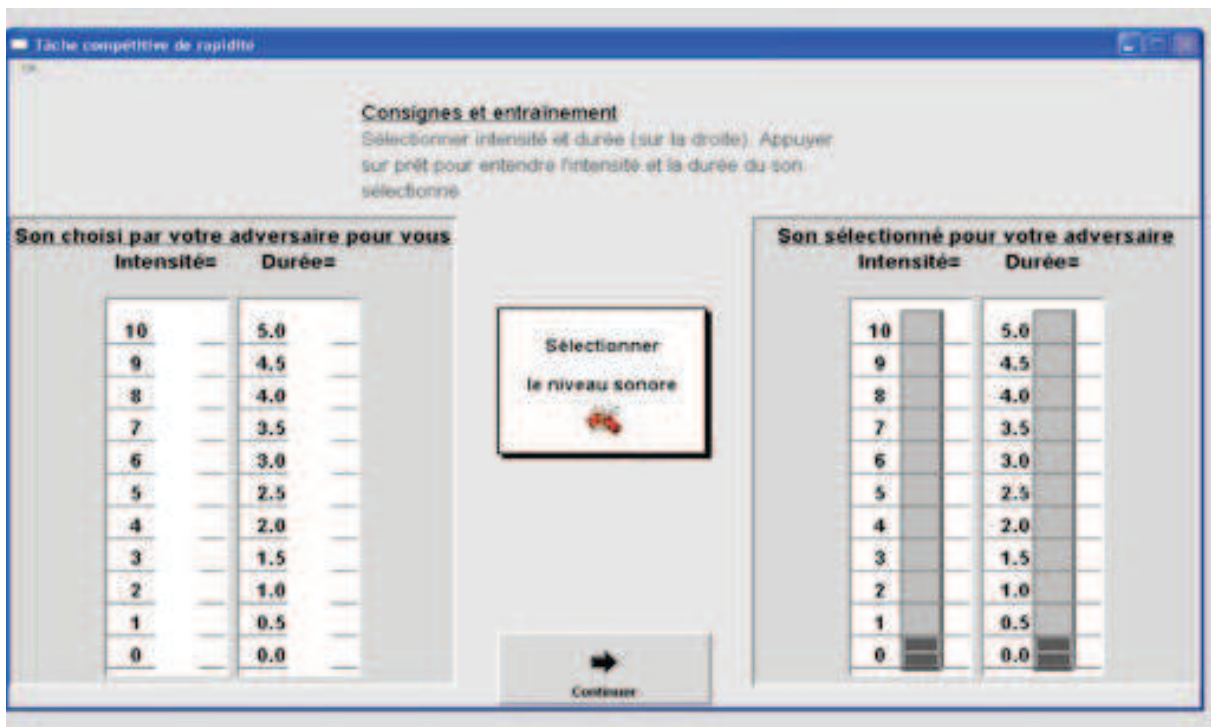 Tâche compétitive de rapidité
Consignes et entraînement
Sélectionner intensité et durée (sur la droite). Appuyer
sur prêt pour entendre l'intensité et la durée du son
sélectionné
Son choisi par votre adversaire pour vous
Intensité= Durée=
10 5.0
9 4.5
8 4.0
7 3.5
6 3.0
5 2.5
4 2.0
3 1.5
2 1.0
1 0.5
0 0.0
Sélectionner
le niveau sonore
Continuer
Son sélectionné pour votre adversaire
Intensité= Durée=
10 5.0
9 4.5
8 4.0
7 3.5
6 3.0
5 2.5
4 2.0
3 1.5
2 1.0
1 0.5
0 0.0